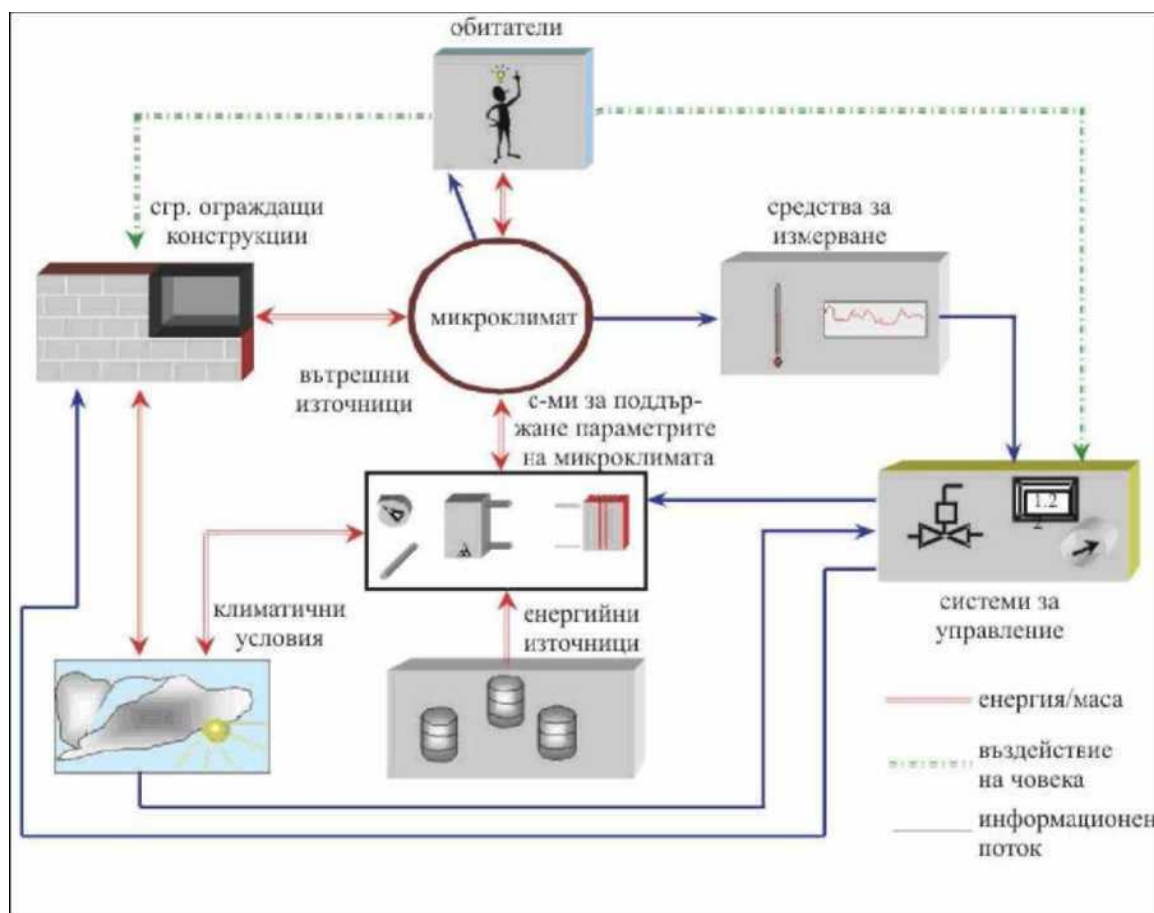 обитатели
сгр. ограждащи
конструкции
средства за
измерване
микроклимат
вътрешни
източници
с-ми за поддър-
жане параметрите
на микроклимата
1.2
2
климатични
условия
енергийни
източници
системи за
управление
енергия/маса
въздействие
на човека
информационен
поток